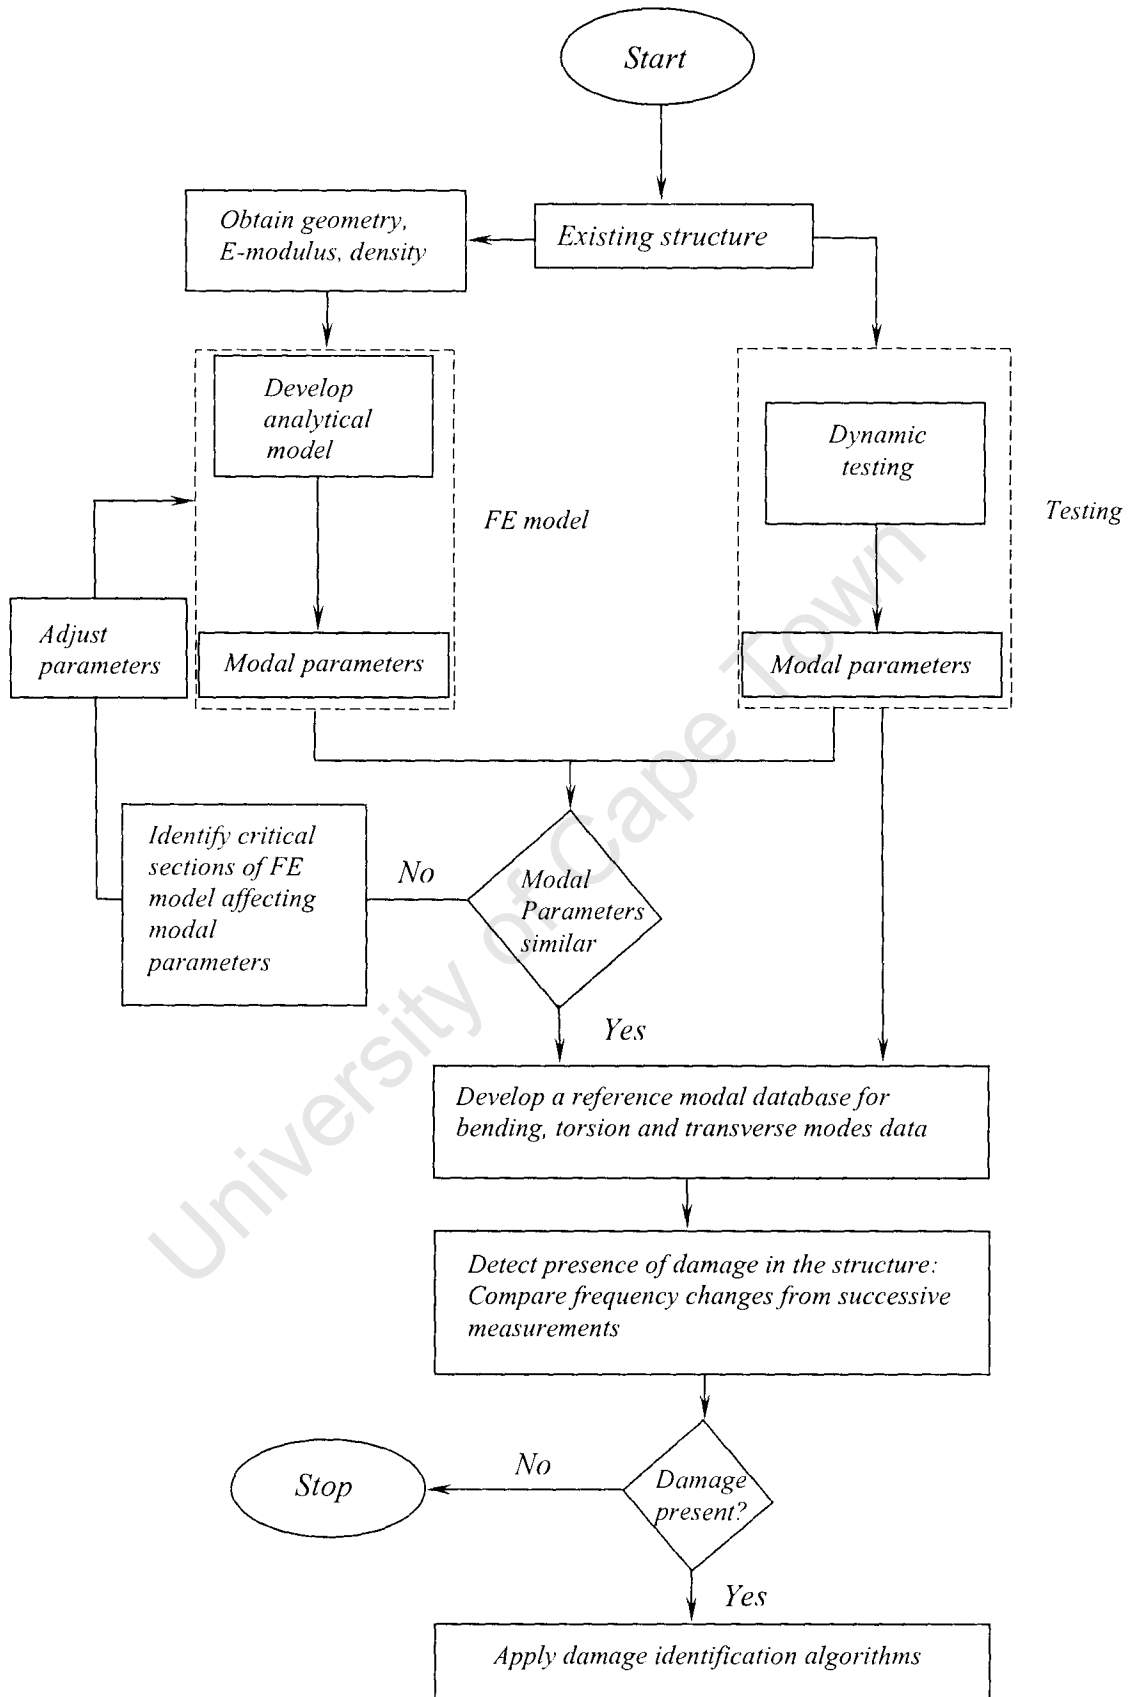 Start
Obtain geometry,
E-modulus, density
Existing structure
Develop
analytical
model
Dynamic
testing
FE model
Testing
Adjust
parameters
Modal parameters
Modal parameters
Identify critical
sections of FE
model affecting
modal
parameters
No
Modal
Parameters
similar
Yes
Develop a reference modal database for
bending, torsion and transverse modes data
Detect presence of damage in the structure:
Compare frequency changes from successive
measurements
Stop
No
Damage
present?
Yes
Apply damage identification algorithms
University of Cape Town